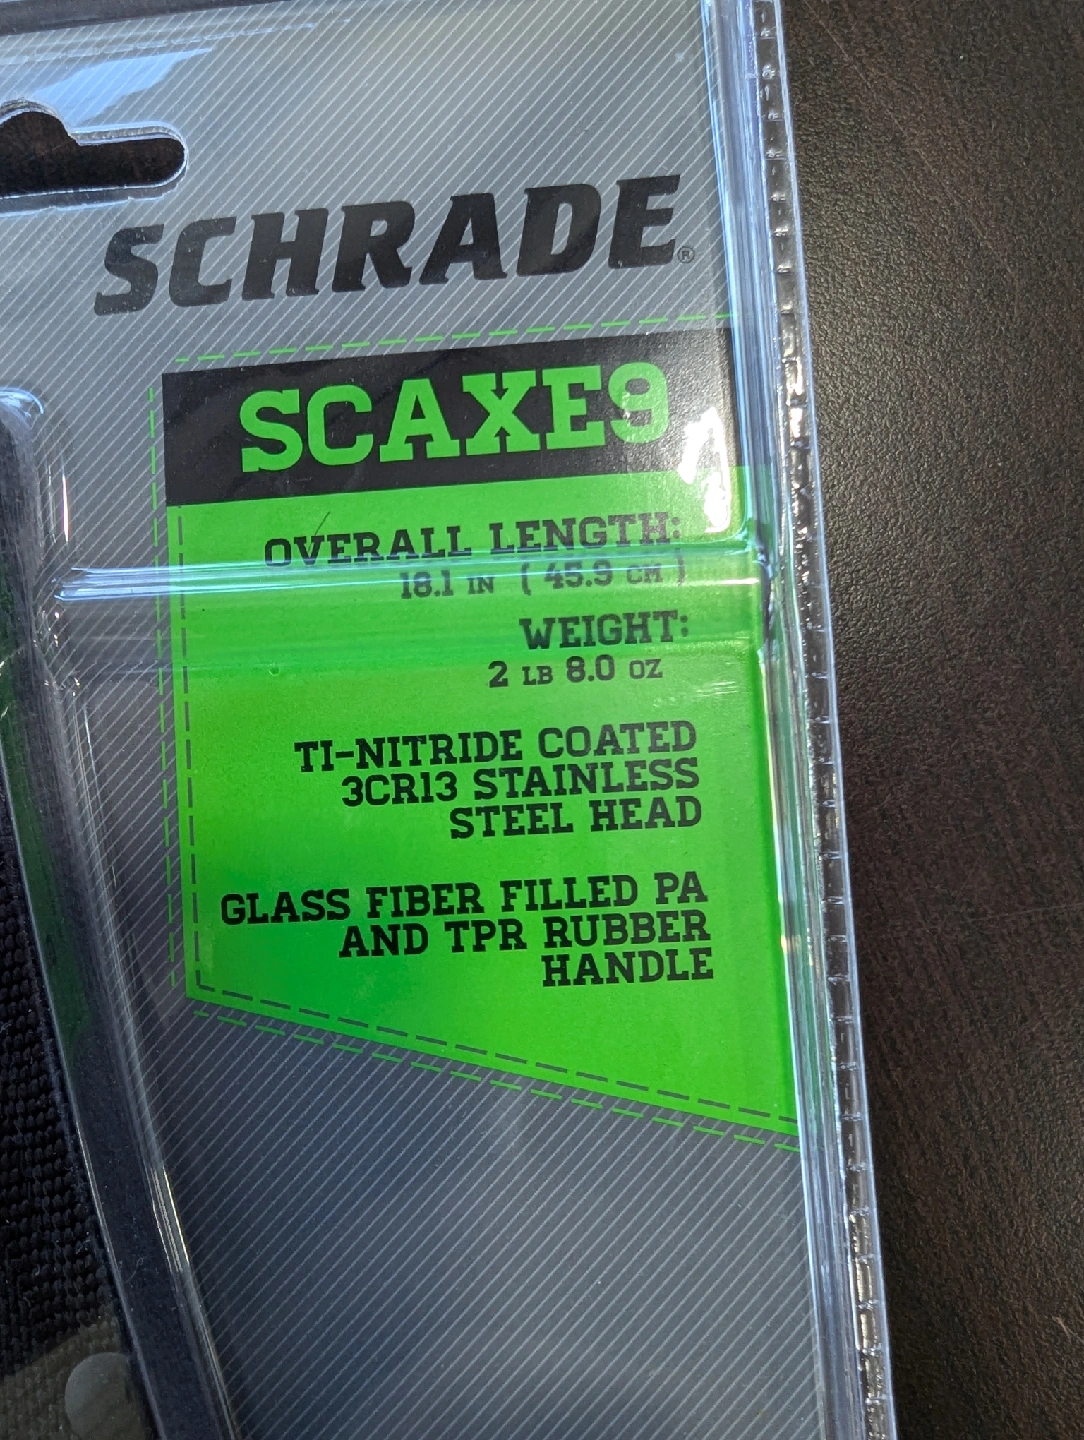 SCHRADE®
SCAXE9
OVERALL LENGTH:
18.1 IN ( 45.9 CM )
WEIGHT:
2 LB 8.0 OZ
TI-NITRIDE COATED
3CR13 STAINLESS
STEEL HEAD
GLASS FIBER FILLED PA
AND TPR RUBBER
HANDLE